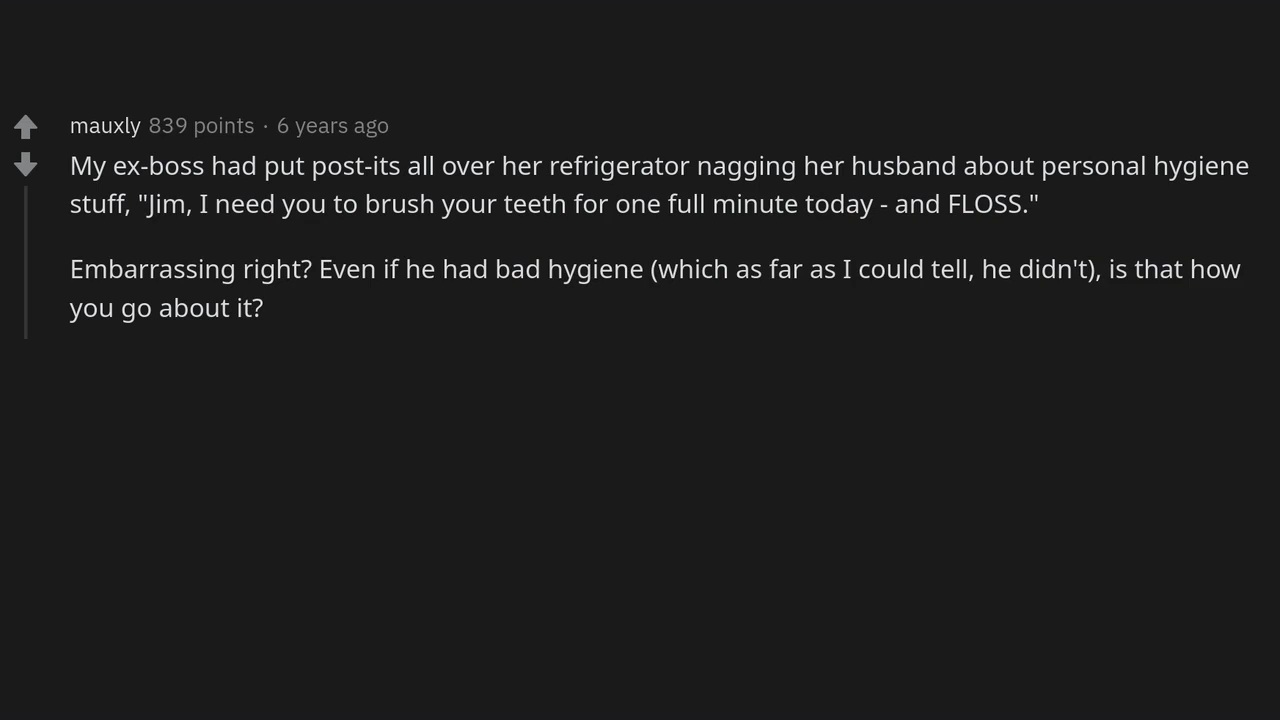 mauxly 839 points · 6 years ago
My ex-boss had put post-its all over her refrigerator nagging her husband about personal hygiene
stuff, "Jim, I need you to brush your teeth for one full minute today - and FLOSS."
Embarrassing right? Even if he had bad hygiene (which as far as I could tell, he didn't), is that how
you go about it?